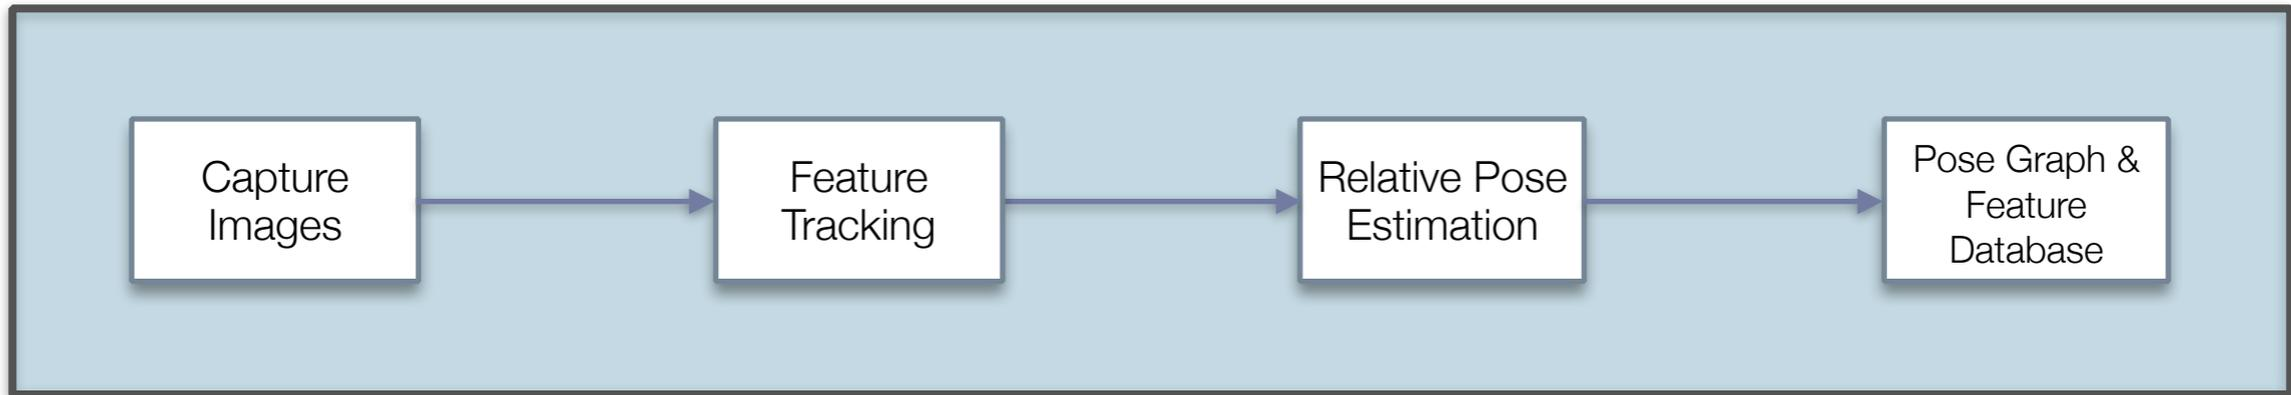 Capture
Images
Feature
Tracking
Relative Pose
Estimation
Pose Graph &
Feature
Database